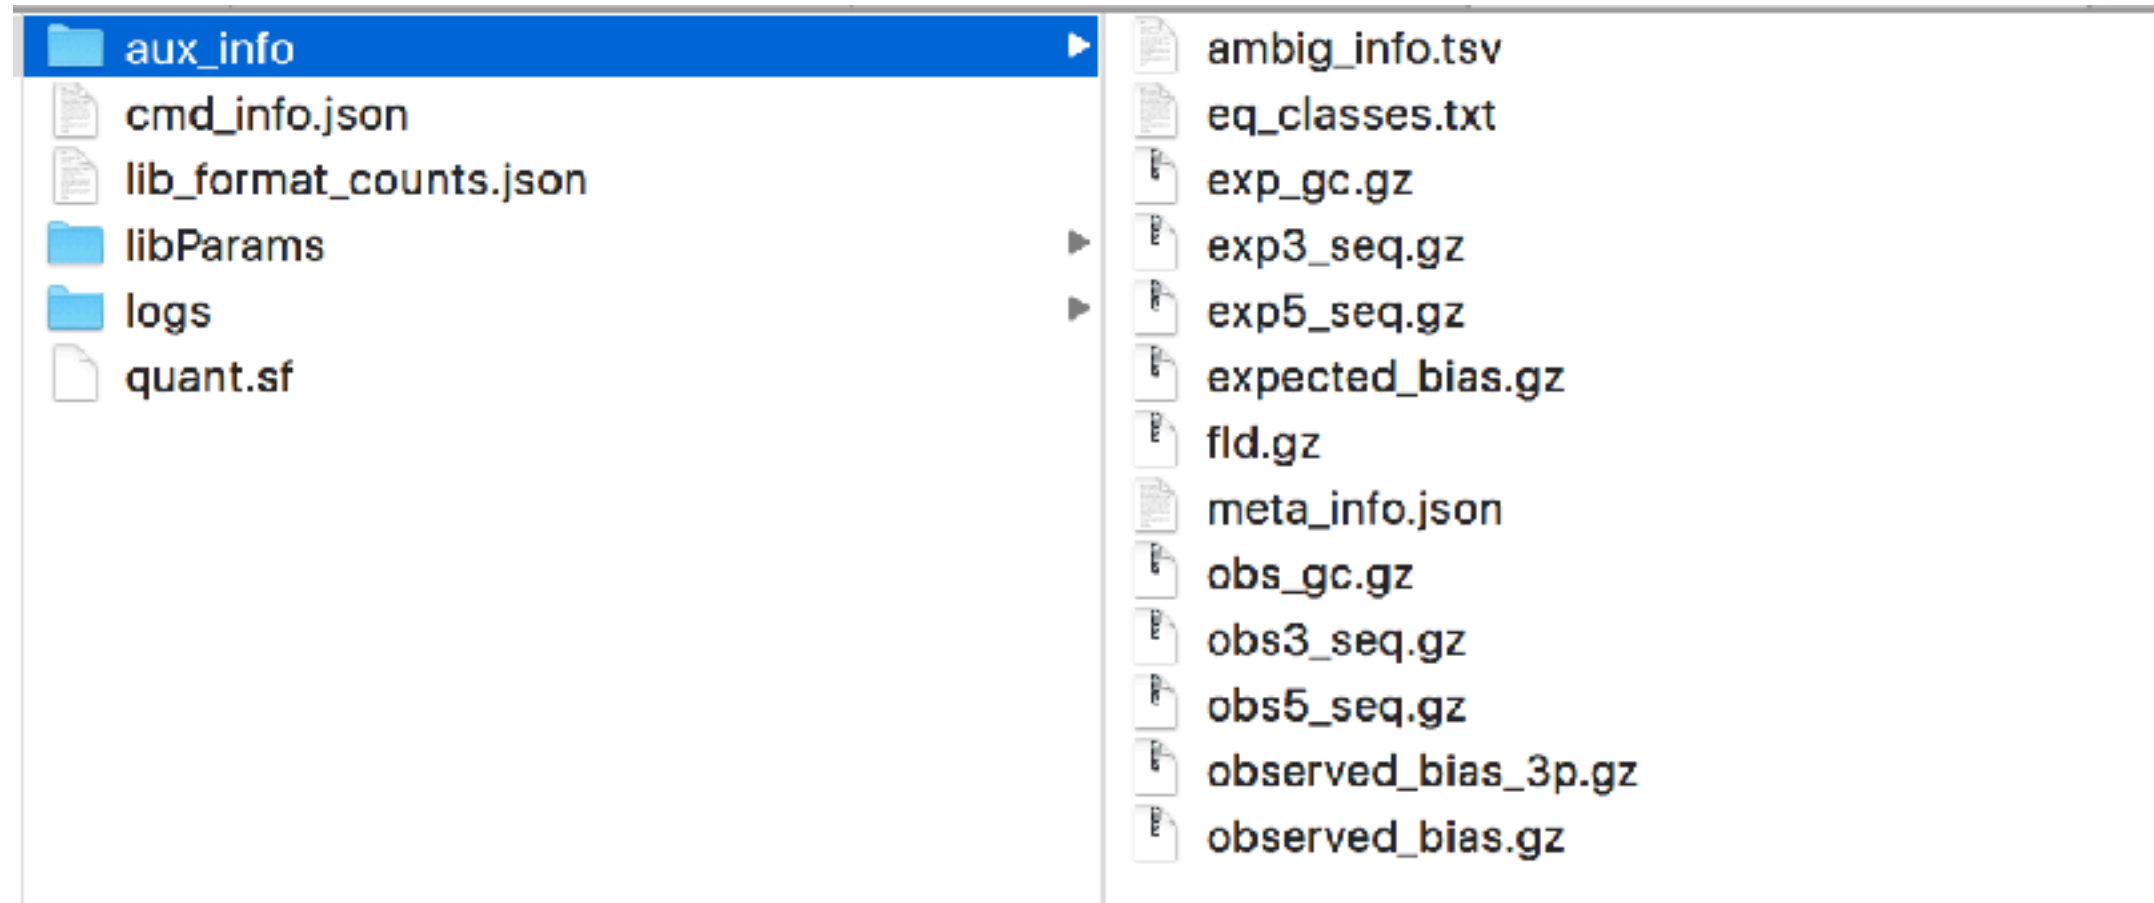 aux_info
cmd_info.json
lib_format_counts.json
libParams
logs
quant.sf
ambig_info.tsv
eq_classes.txt
exp_gc.gz
exp3_seq.gz
exp5_seq.gz
expected_bias.gz
fld.gz
meta_info.json
obs_gc.gz
obs3_seq.gz
obs5_seq.gz
observed_bias_3p.gz
observed_bias.gz